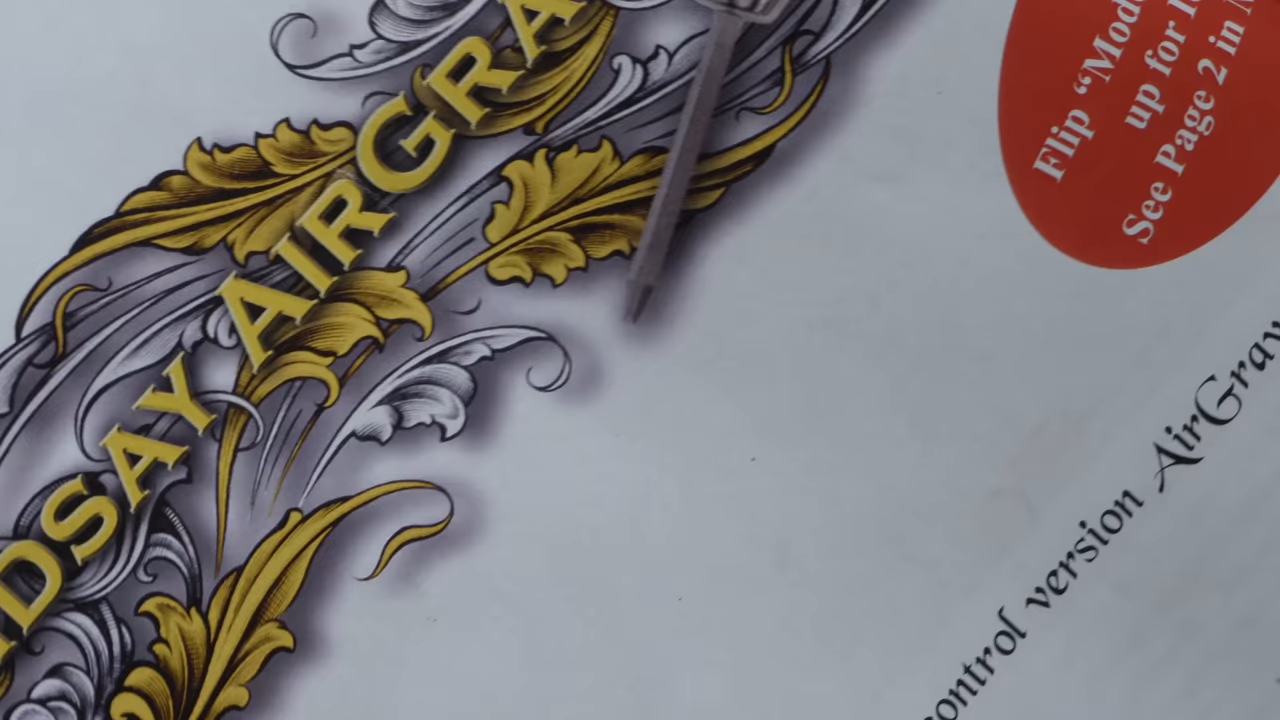 DSAY AIRGRA
Flip “Mod
up for
See Page 2 in
control version AirGrav